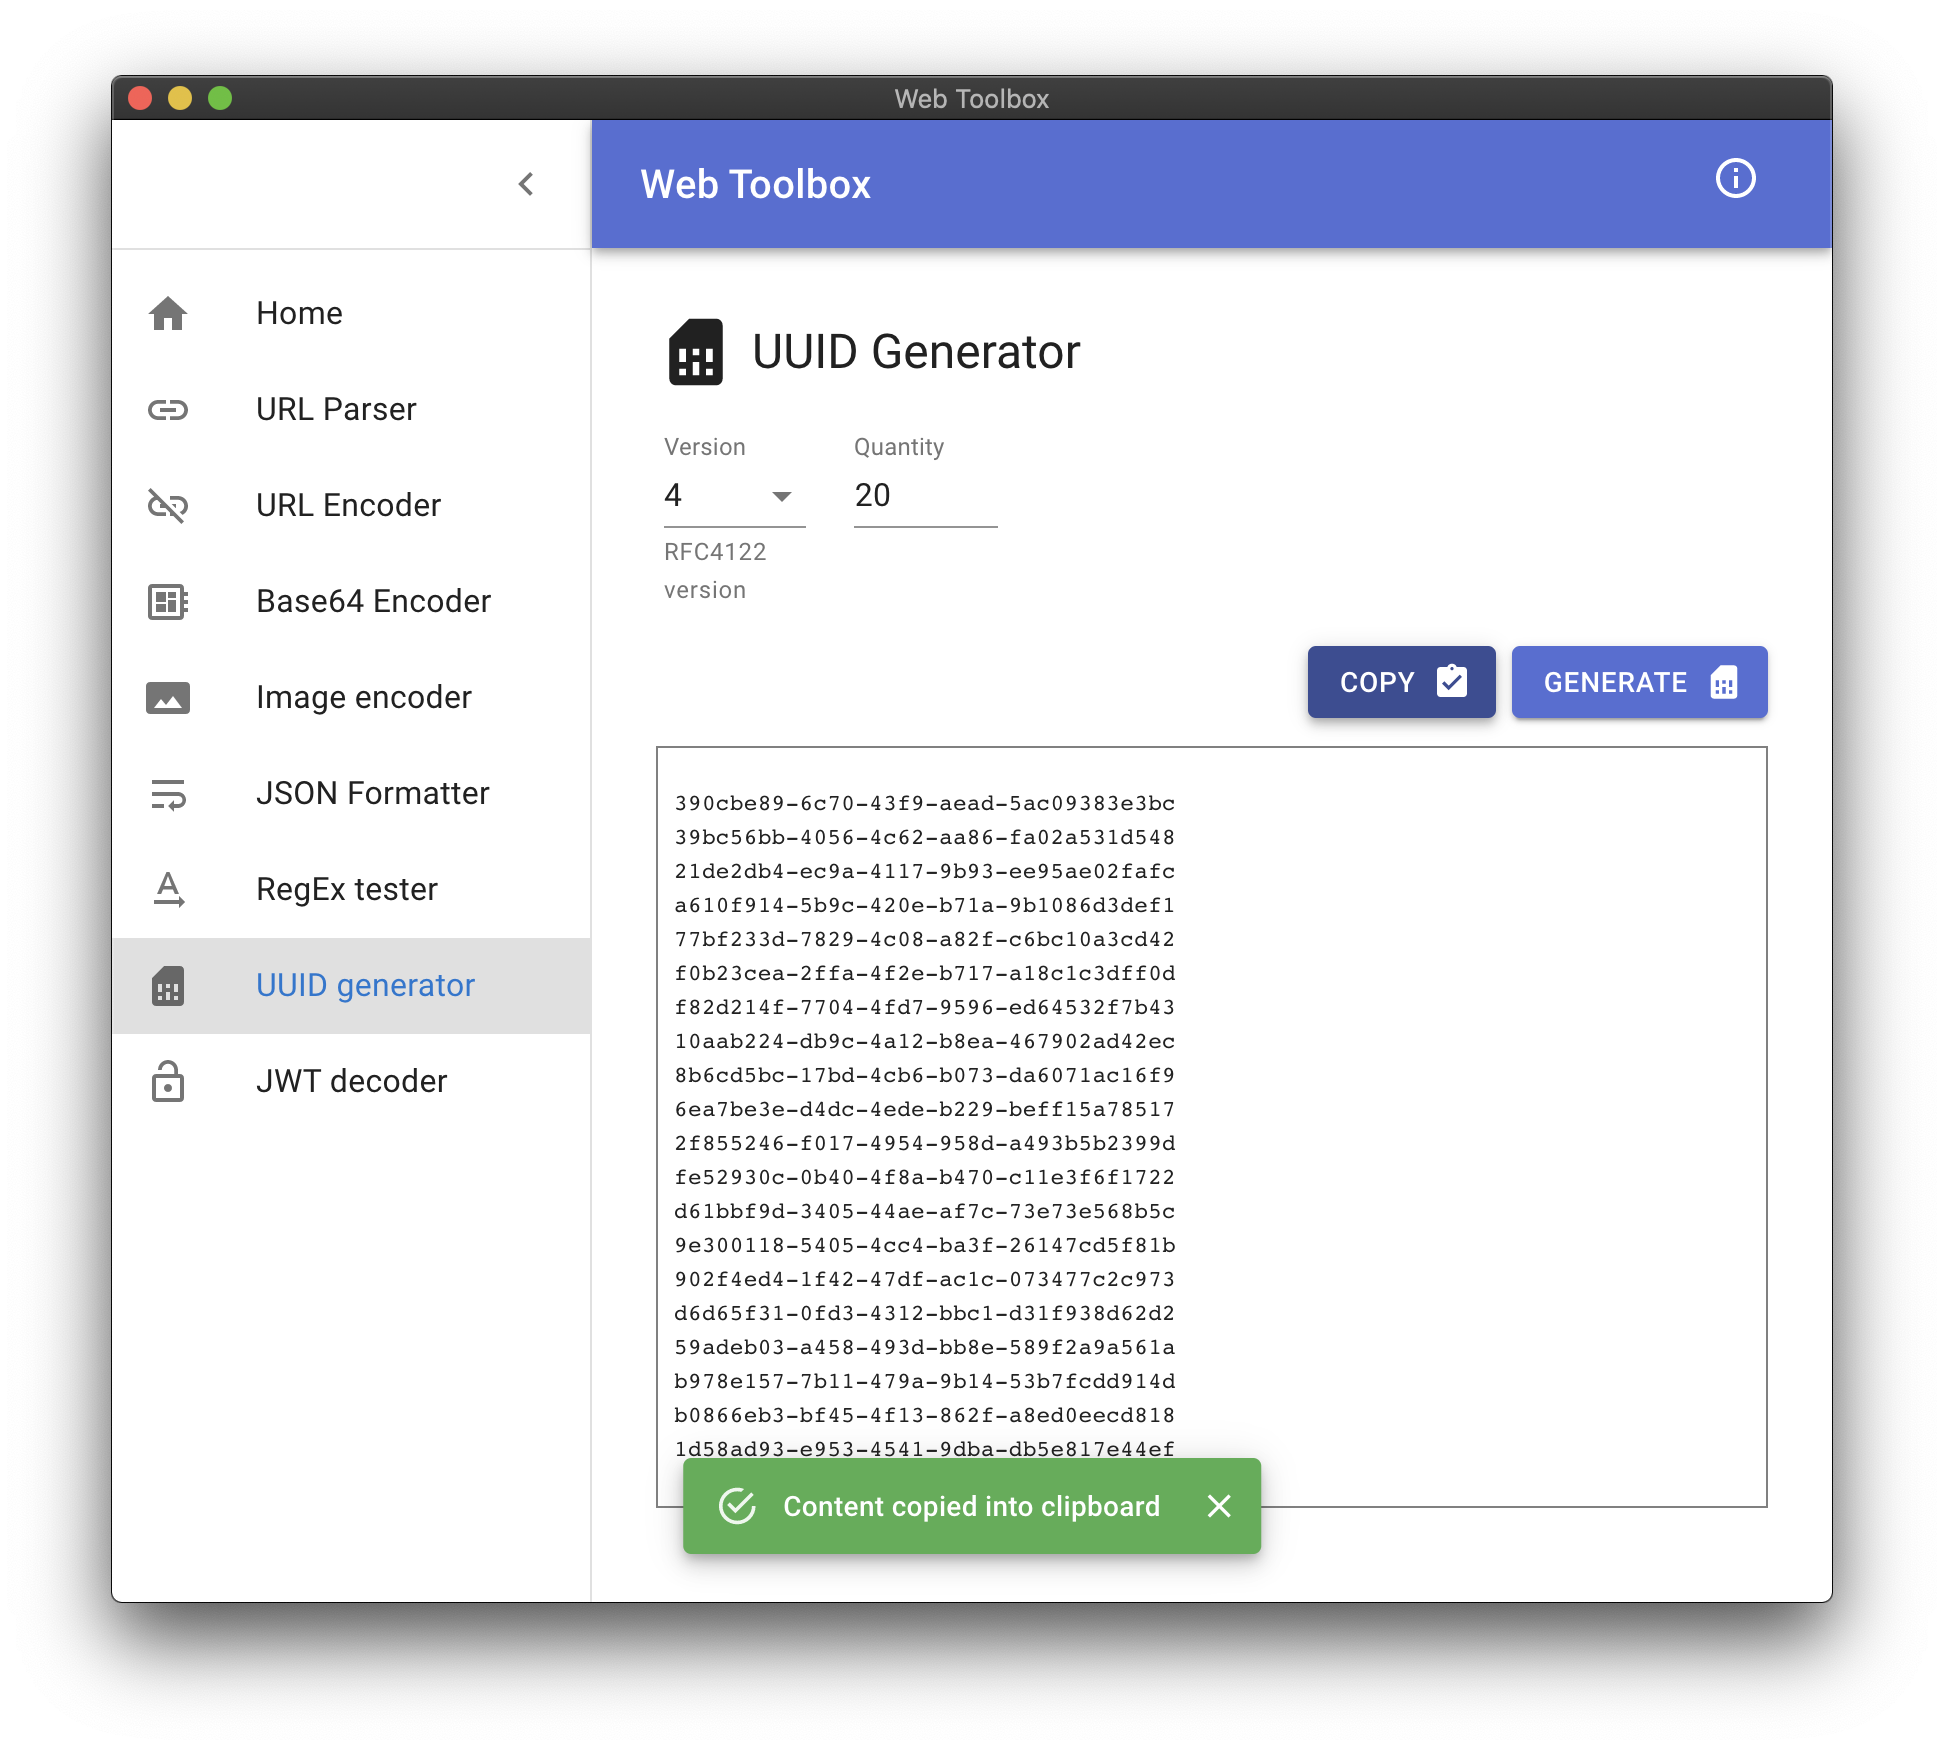 Web Toolbox
Web Toolbox
Home
URL Parser
URL Encoder
Base64 Encoder
Image encoder
JSON Formatter
RegEx tester
UUID generator
JWT decoder
UUID Generator
Version
Quantity
4
20
RFC4122
version
COPY
GENERATE
390cbe89-6c70-43f9-aead-5ac09383e3bc
39bc56bb-4056-4c62-aa86-fa02a531d548
21de2db4-ec9a-4117-9b93-ee95ae02fafc
a610f914-5b9c-420e-b71a-9b1086d3def1
77bf233d-7829-4c08-a82f-c6bc10a3cd42
f0b23cea-2ffa-4f2e-b717-a18c1c3dff0d
f82d214f-7704-4fd7-9596-ed64532f7b43
10aab224-db9c-4a12-b8ea-467902ad42ec
8b6cd5bc-17bd-4cb6-b073-da6071ac16f9
6ea7be3e-d4dc-4ede-b229-beff15a78517
2f855246-f017-4954-958d-a493b5b2399d
fe52930c-0b40-4f8a-b470-c11e3f6f1722
d61bbf9d-3405-44ae-af7c-73e73e568b5c
9e300118-5405-4cc4-ba3f-26147cd5f81b
902f4ed4-1f42-47df-ac1c-073477c2c973
d6d65f31-0fd3-4312-bbc1-d31f938d62d2
59adeb03-a458-493d-bb8e-589f2a9a561a
b978e157-7b11-479a-9b14-53b7fcdd914d
b0866eb3-bf45-4f13-862f-a8ed0eecd818
1d58ad93-e953-4541-9dba-db5e817e44ef
Content copied into clipboard